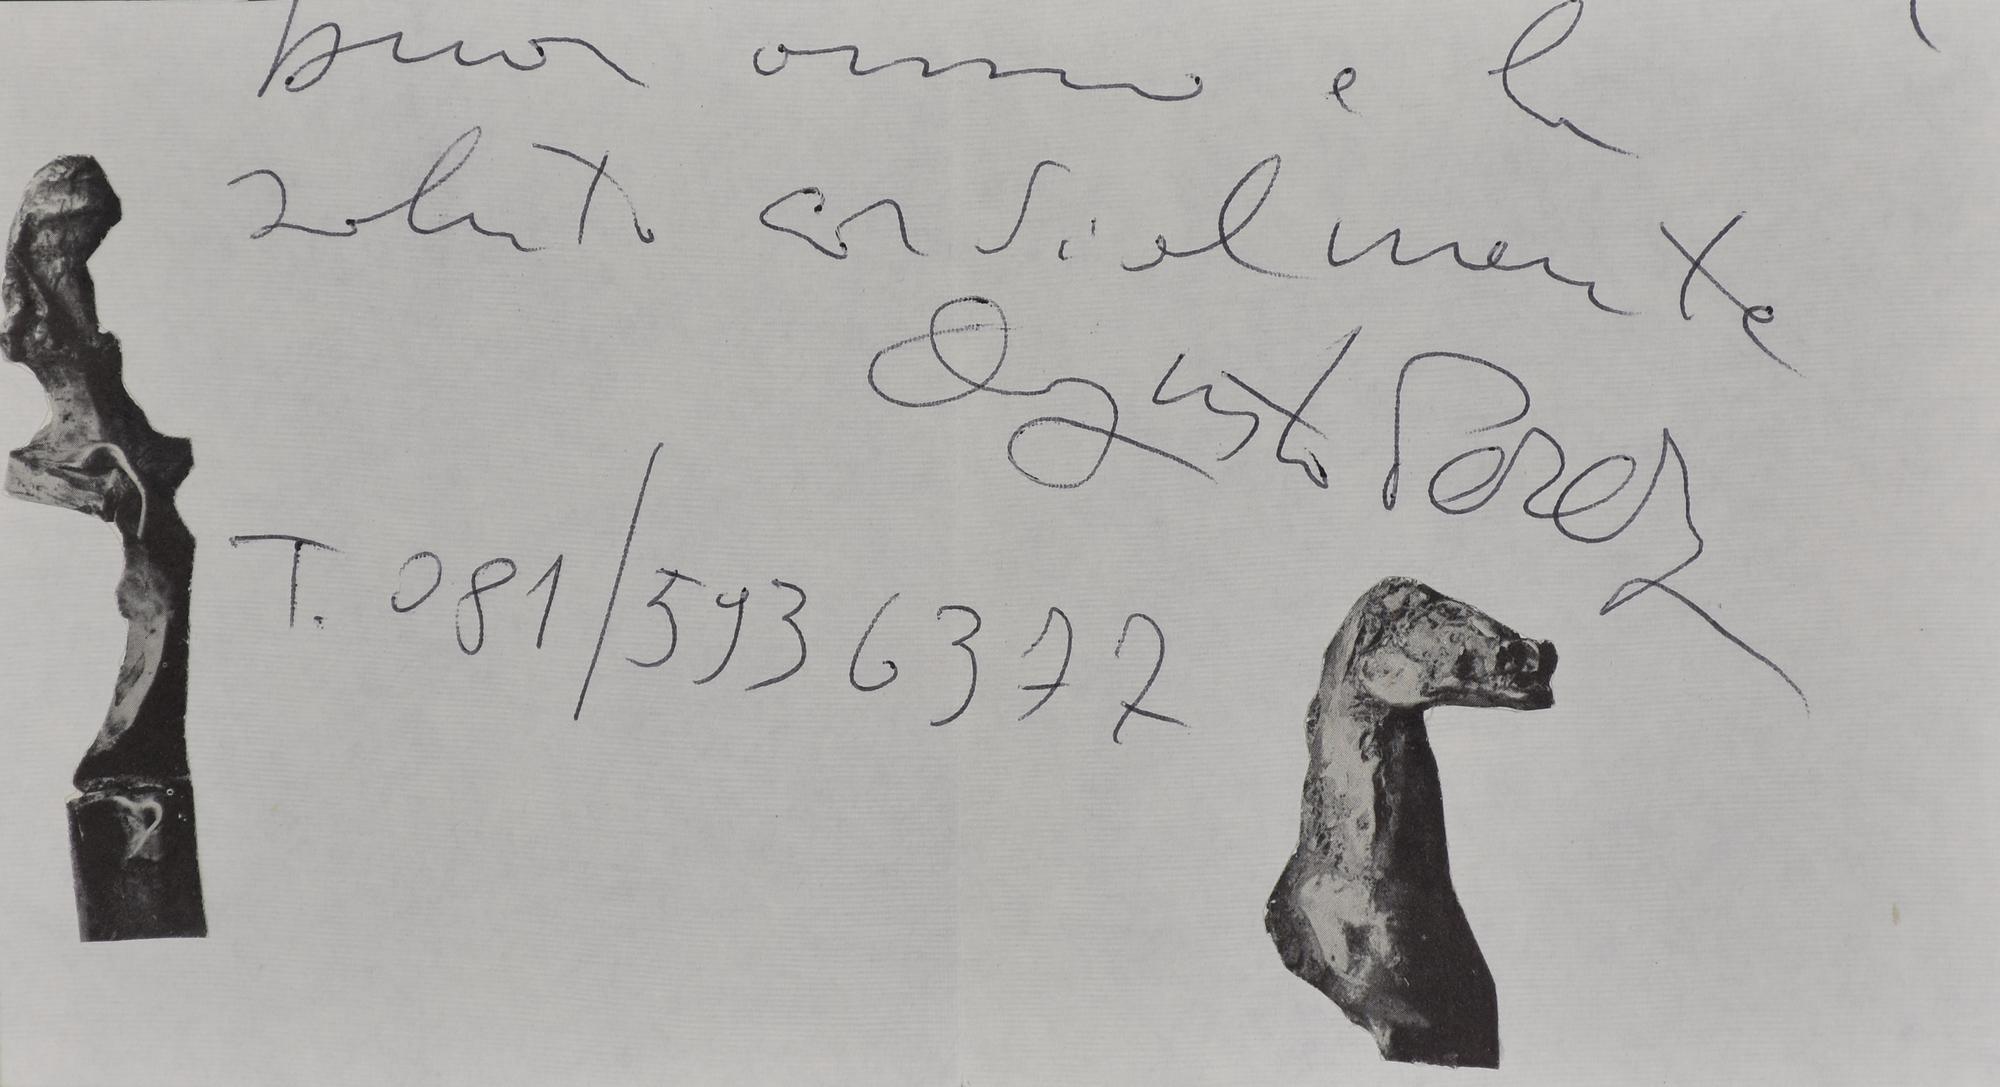 buon anno e la
saluto cordialmente
Augusto Perez
T. 081/5936377